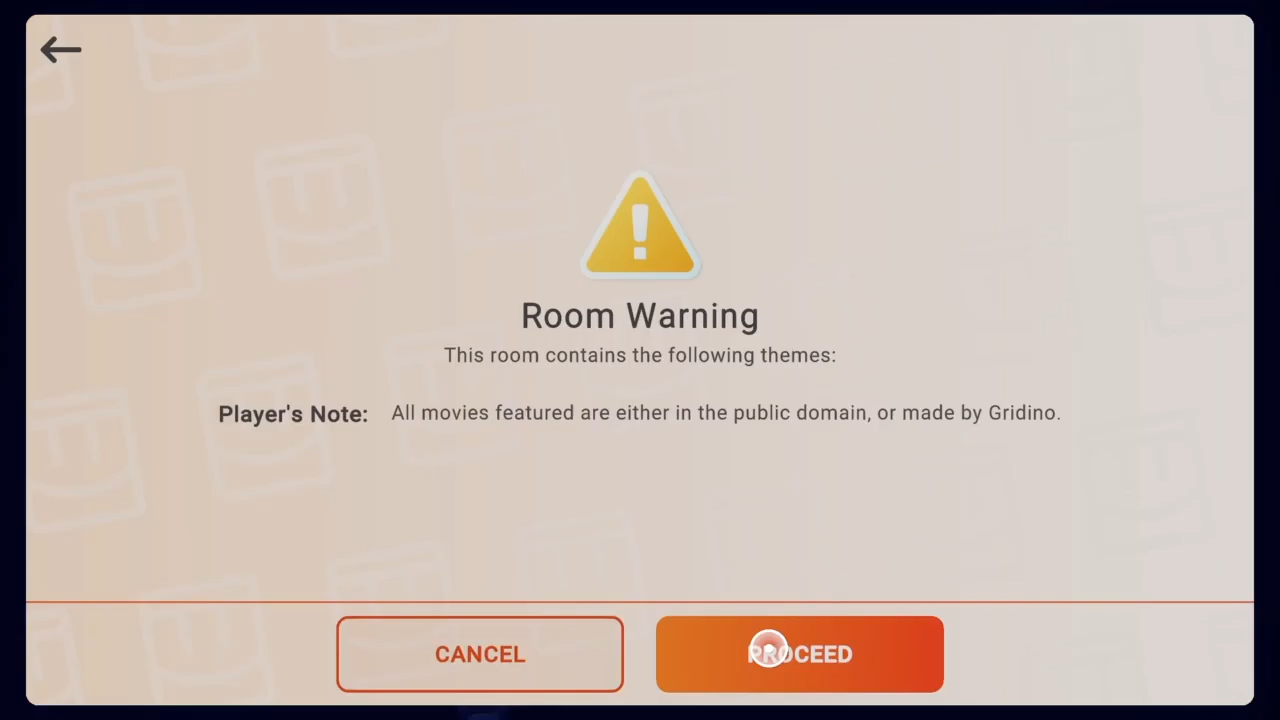 Room Warning
This room contains the following themes:
Player's Note: All movies featured are either in the public domain, or made by Gridino.
CANCEL
PROCEED